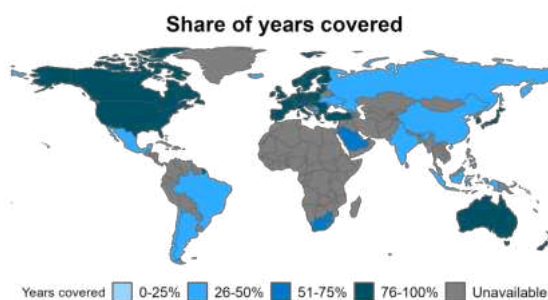 Share of years covered
Years covered 0-25% 26-50% 51-75% 76-100% Unavailable